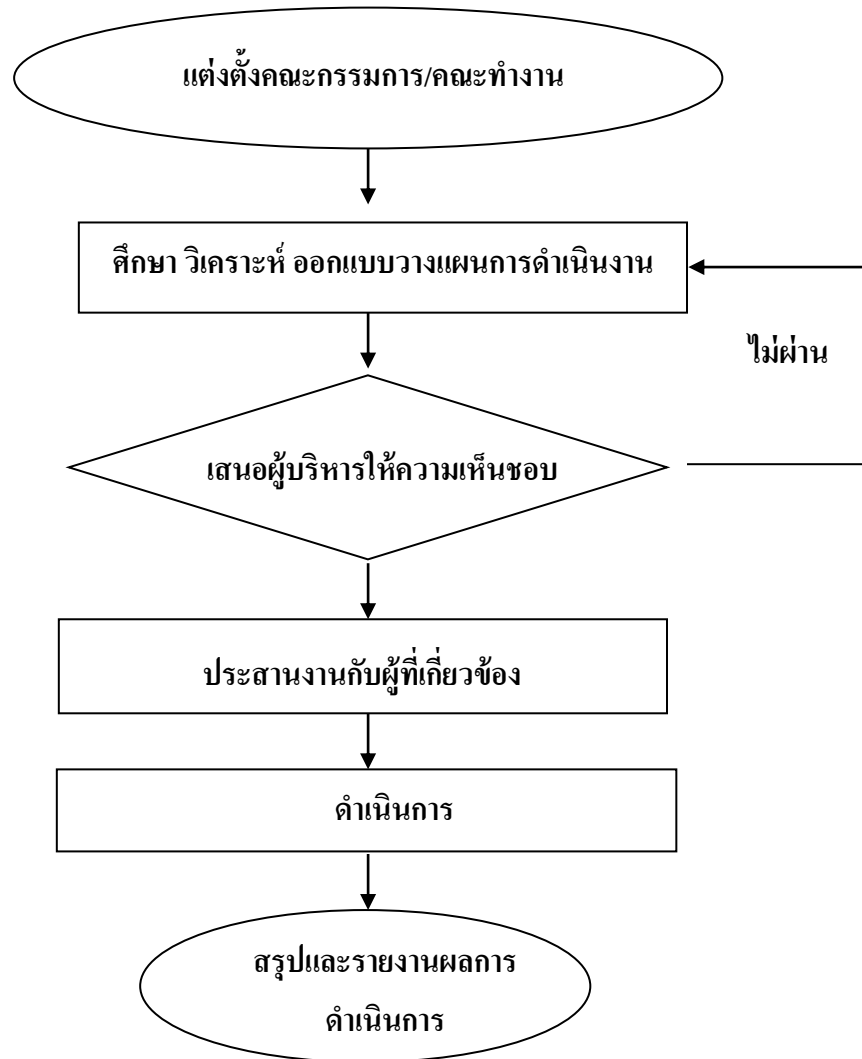 แต่งตั้งคณะกรรมการ/คณะทำงาน
ศึกษา วิเคราะห์ ออกแบบวางแผนการดำเนินงาน
ไม่ผ่าน
เสนอผู้บริหารให้ความเห็นชอบ
ประสานงานกับผู้ที่เกี่ยวข้อง
ดำเนินการ
สรุปและรายงานผลการ
ดำเนินการ